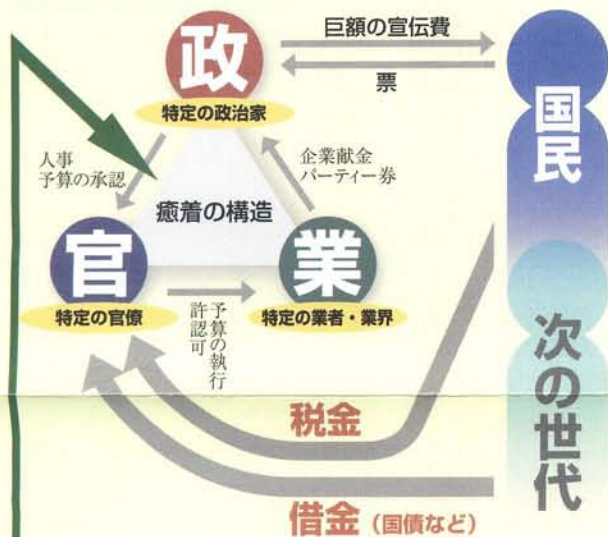 政
特定の政治家
巨額の宣伝費
票
国民
人事
予算の承認
企業献金
パーティー券
癒着の構造
官
特定の官僚
業
特定の業者・業界
予算の執行
許認可
次の世代
税金
借金（国債など）